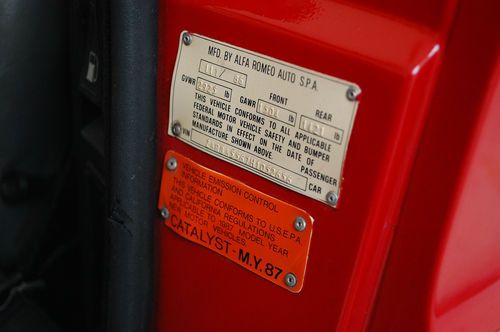 MFD. BY ALFA ROMEO AUTO S.P.A.
FRONT REAR
GVWR 2825 lb GAWR lb lb
THIS VEHICLE CONFORMS TO ALL APPLICABLE
FEDERAL MOTOR VEHICLE SAFETY AND BUMPER
STANDARDS IN EFFECT ON THE DATE OF
MANUFACTURE SHOWN ABOVE. PASSENGER
VIN CAR
VEHICLE EMISSION CONTROL
INFORMATION
THIS VEHICLE CONFORMS TO U.S.E.P.A.
AND CALIFORNIA REGULATIONS
APPLICABLE TO 1987 MODEL YEAR
NEW MOTOR VEHICLES
CATALYST - M.Y. 87